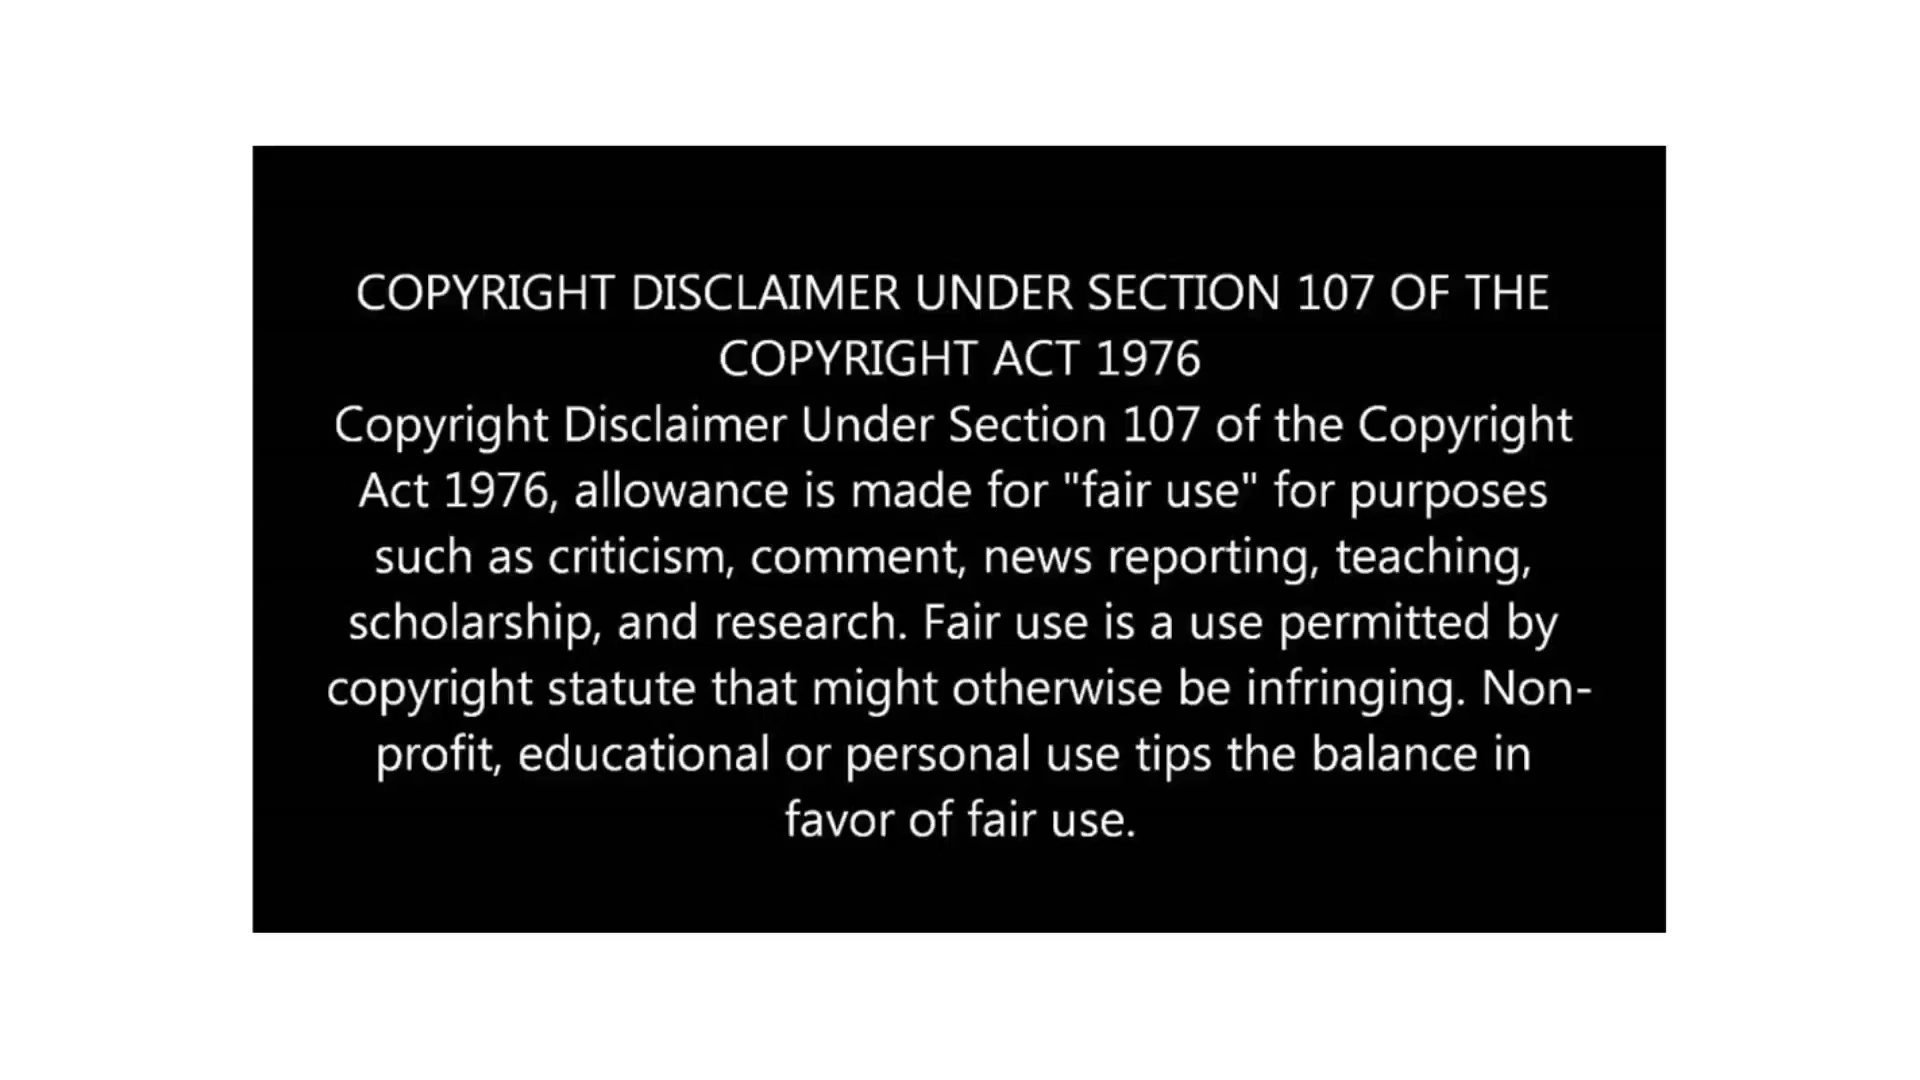 COPYRIGHT DISCLAIMER UNDER SECTION 107 OF THE
COPYRIGHT ACT 1976
Copyright Disclaimer Under Section 107 of the Copyright
Act 1976, allowance is made for "fair use" for purposes
such as criticism, comment, news reporting, teaching,
scholarship, and research. Fair use is a use permitted by
copyright statute that might otherwise be infringing. Non-
profit, educational or personal use tips the balance in
favor of fair use.